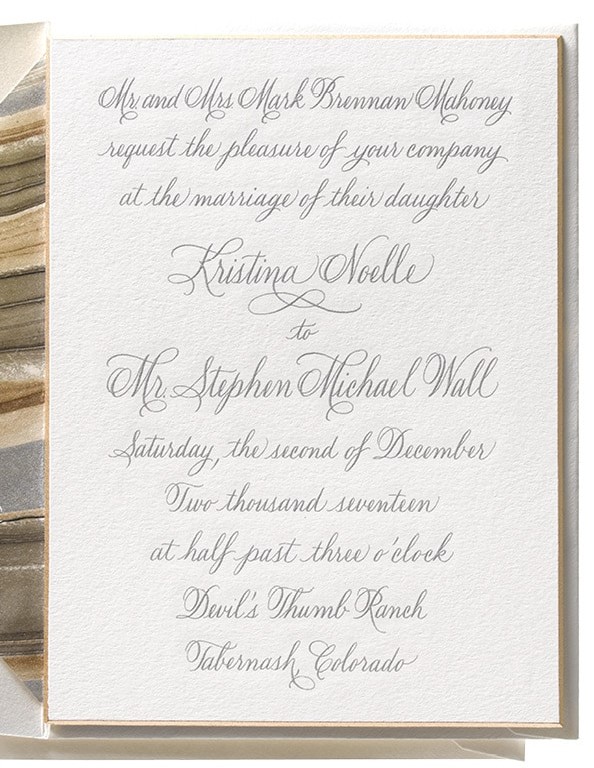 Mr. and Mrs. Mark Brennan Mahoney
request the pleasure of your company
at the marriage of their daughter
Kristina Noelle
to
Mr. Stephen Michael Wall
Saturday, the second of December
Two thousand seventeen
at half past three o'clock
Devil's Thumb Ranch
Tabernash, Colorado